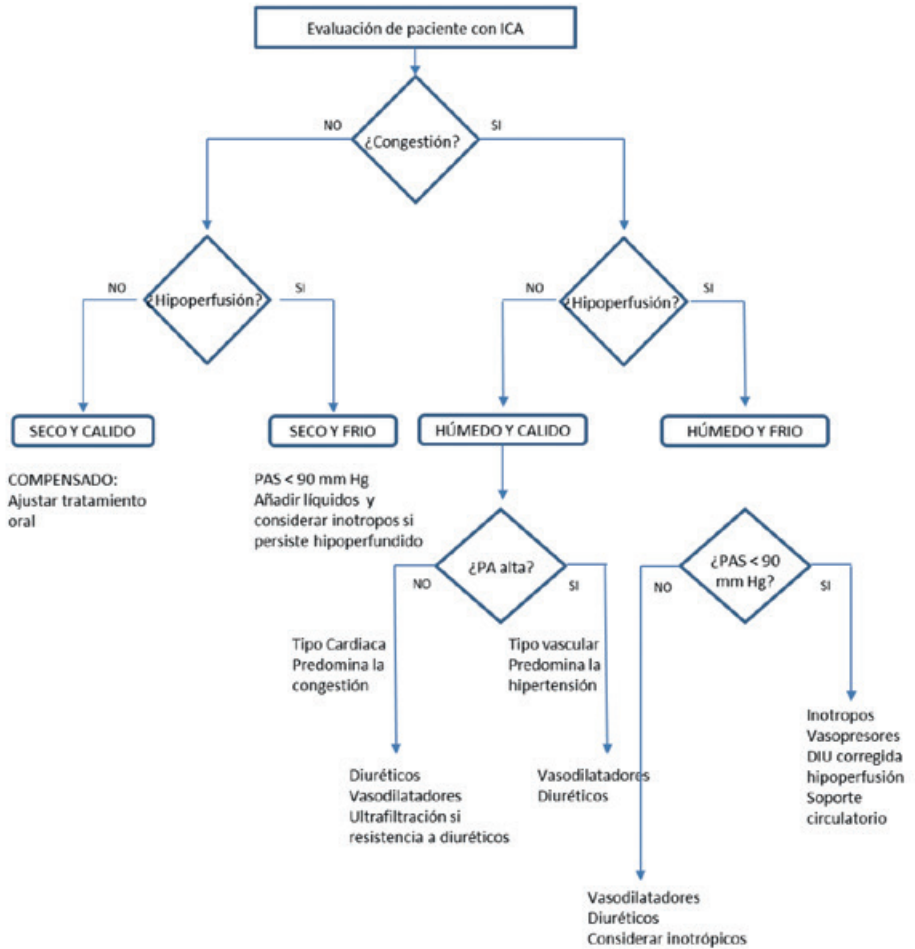 Evaluación de paciente con ICA
NO
¿Congestión?
SI
NO
¿Hipoperfusión?
SI
NO
¿Hipoperfusión?
SI
SECO Y CALIDO
SECO Y FRIO
HÚMEDO Y CALIDO
HÚMEDO Y FRIO
COMPENSADO:
Ajustar tratamiento
oral
PAS < 90 mm Hg
Añadir líquidos y
considerar inotropos si
persiste hipoperfundido
NO
¿PA alta?
SI
NO
¿PAS < 90
mm Hg?
SI
Tipo Cardiaca
Predomina la
congestión
Tipo vascular
Predomina la
hipertensión
Diuréticos
Vasodilatadores
Ultrafiltración si
resistencia a diuréticos
Vasodilatadores
Diuréticos
Inotropos
Vasopresores
DIU corregida
hipoperfusión
Soporte
circulatorio
Vasodilatadores
Diuréticos
Considerar inotrópicos